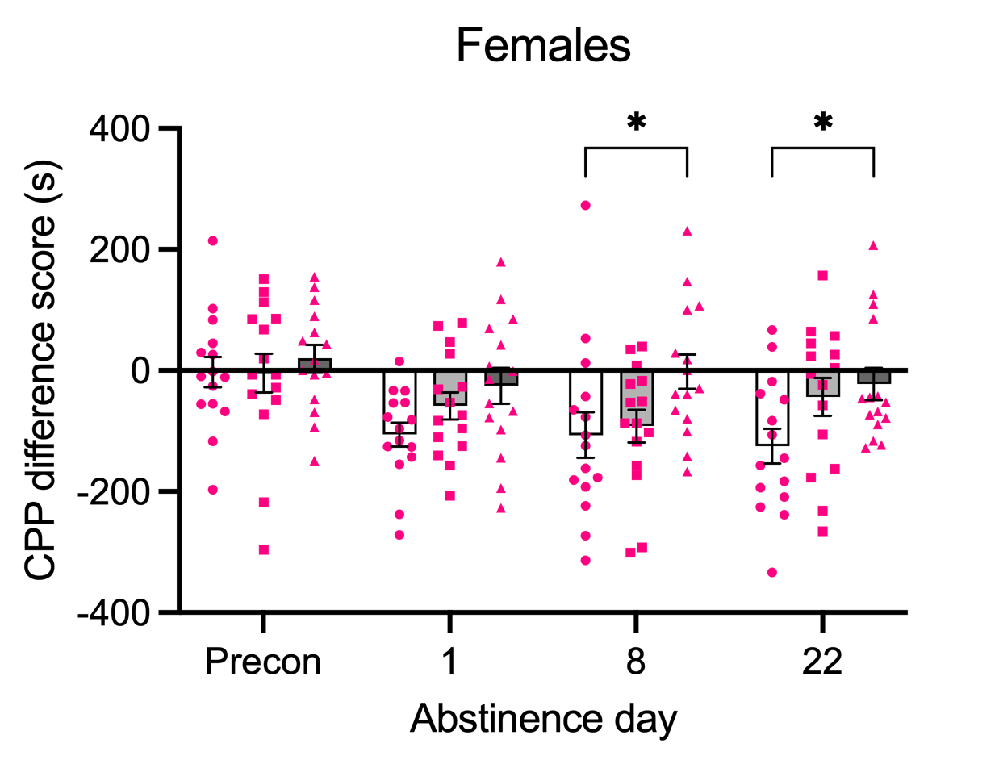 Females
CPP difference score (s)
400
200
0
-200
-400
* *
Precon 1 8 22
Abstinence day